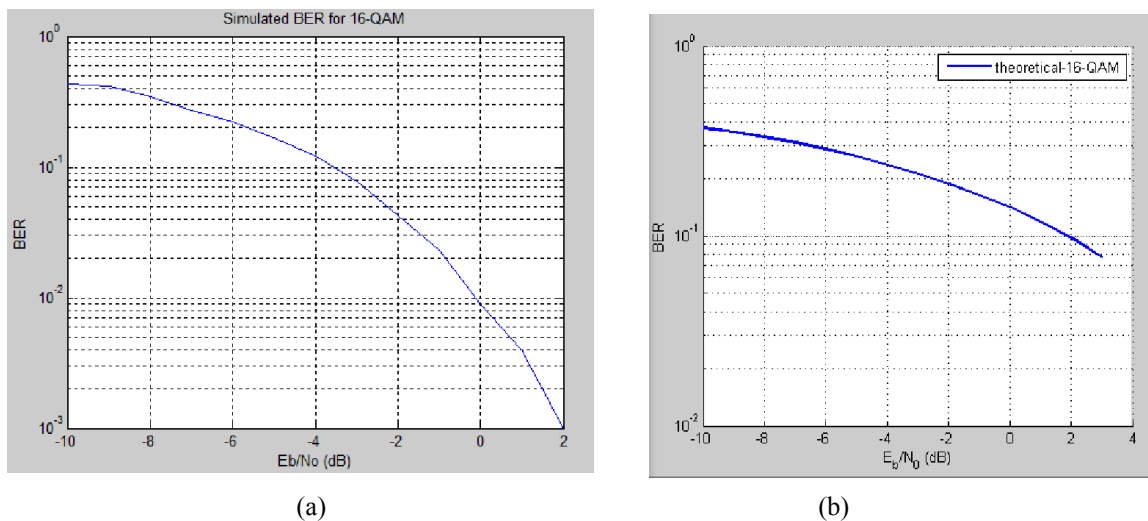 Simulated BER for 16-QAM
10^0
10^-1
10^-2
10^-3
BER
-10 -8 -6 -4 -2 0 2
Eb/No (dB)
(a)
theoretical-16-QAM
10^0
10^-1
10^-2
BER
-10 -8 -6 -4 -2 0 2 4
E_b/N_0 (dB)
(b)